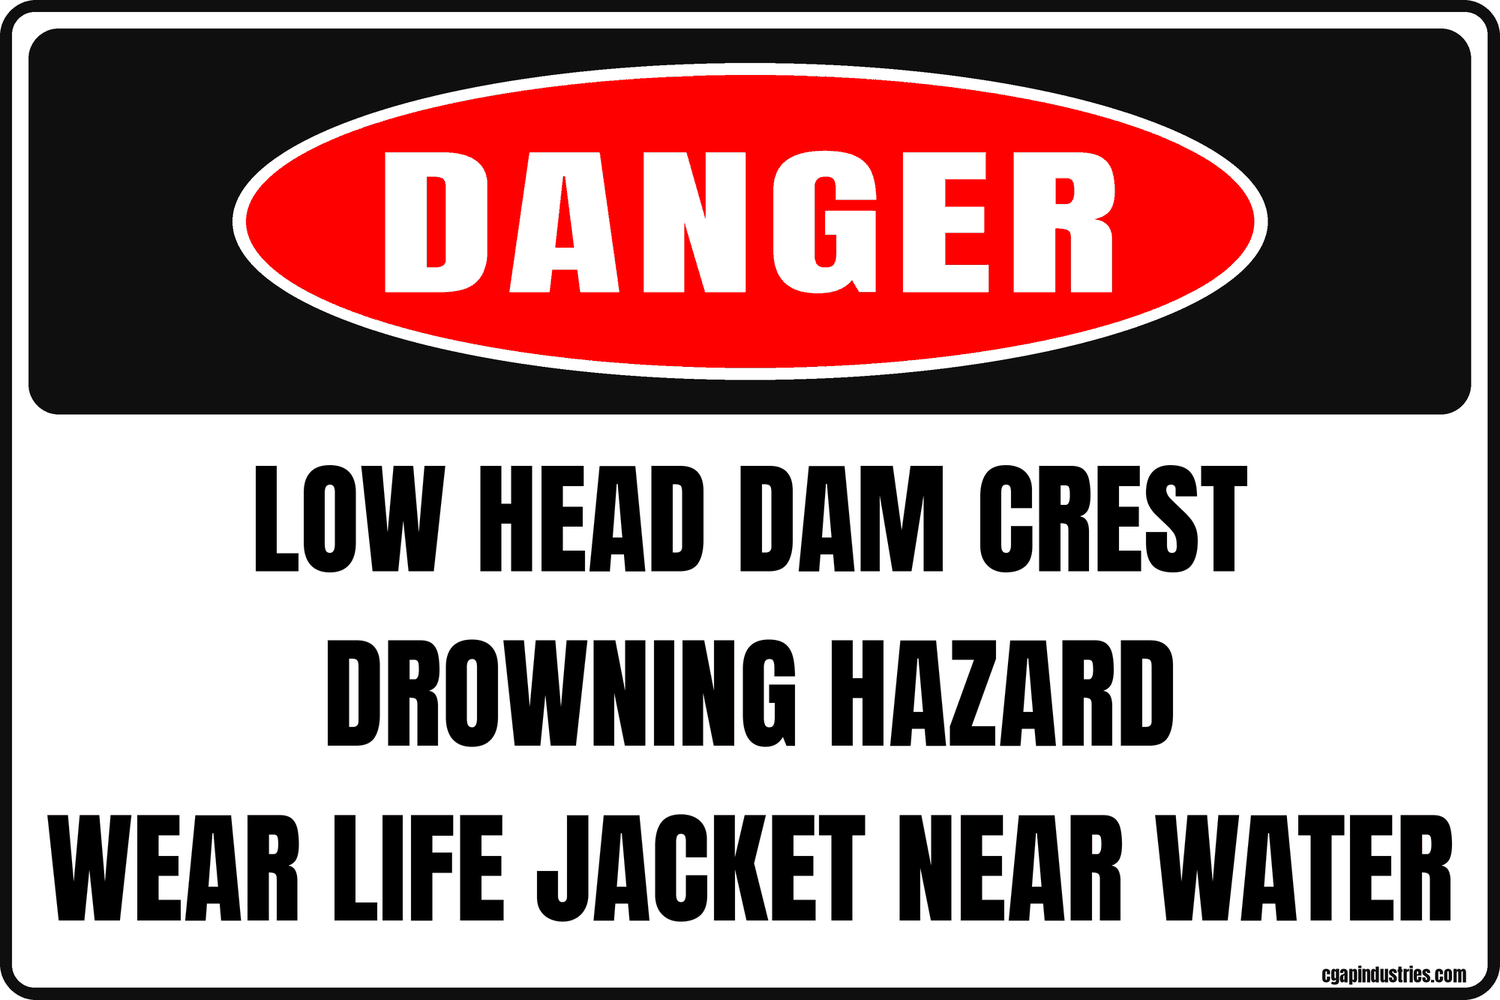 DANGER
LOW HEAD DAM CREST
DROWNING HAZARD
WEAR LIFE JACKET NEAR WATER
cgapindustries.com